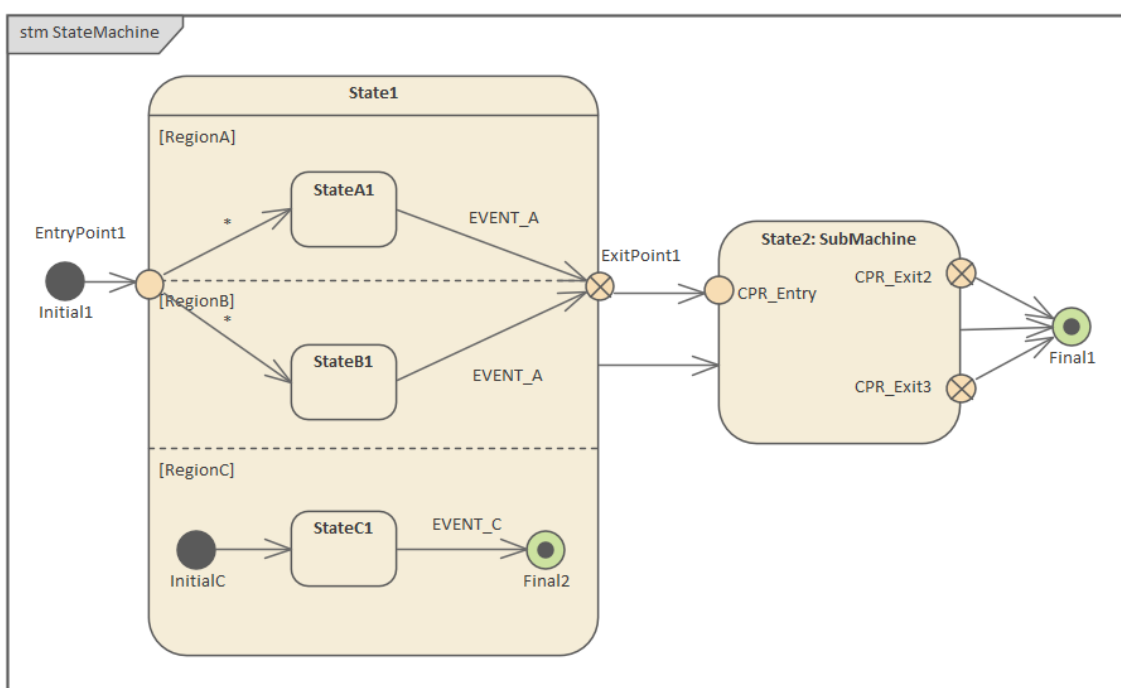 stm StateMachine
State1
[RegionA]
StateA1
*
EVENT_A
EntryPoint1
ExitPoint1
Initial1
[RegionB]
*
StateB1
EVENT_A
State2: SubMachine
CPR_Exit2
CPR_Entry
CPR_Exit3
Final1
[RegionC]
StateC1
EVENT_C
InitialC
Final2